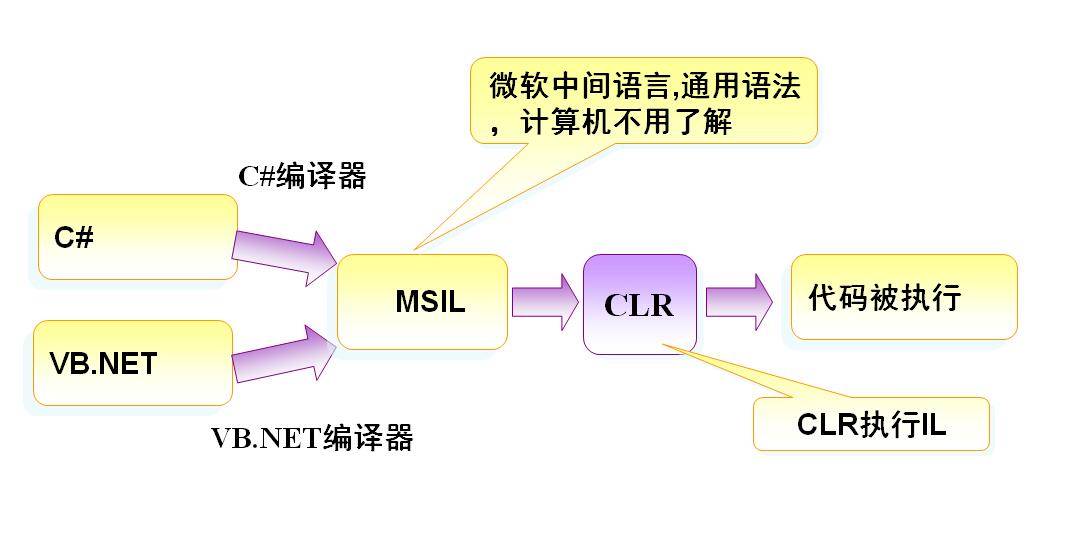 微软中间语言,通用语法
，计算机不用了解
C#编译器
C#
MSIL
CLR
代码被执行
VB.NET
CLR执行IL
VB.NET编译器